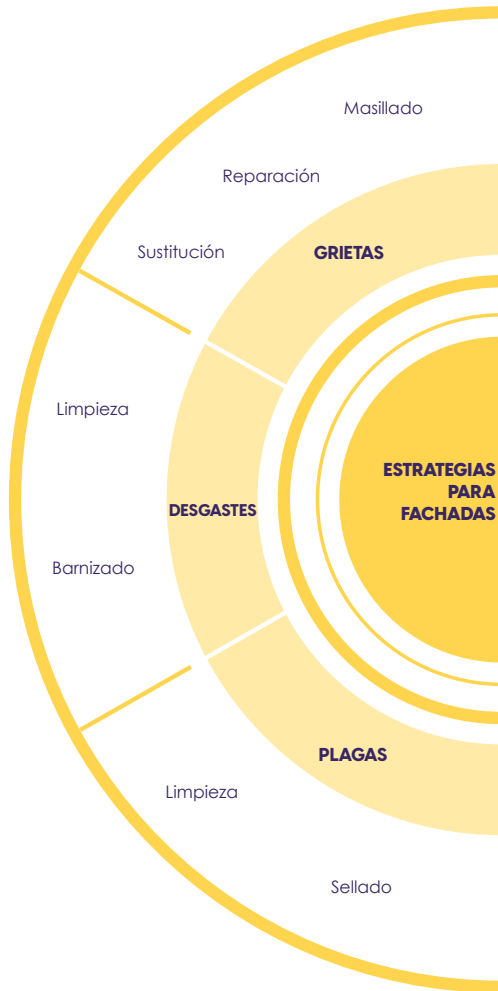 Masillado
Reparación
Sustitución
GRIETAS
Limpieza
Barnizado
DESGASTES
ESTRATEGIAS
PARA
FACHADAS
PLAGAS
Limpieza
Sellado